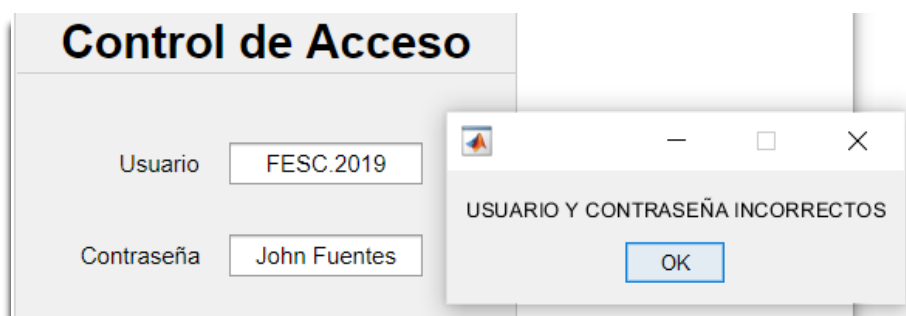 Control de Acceso
Usuario FESC.2019
Contraseña John Fuentes
USUARIO Y CONTRASEÑA INCORRECTOS
OK